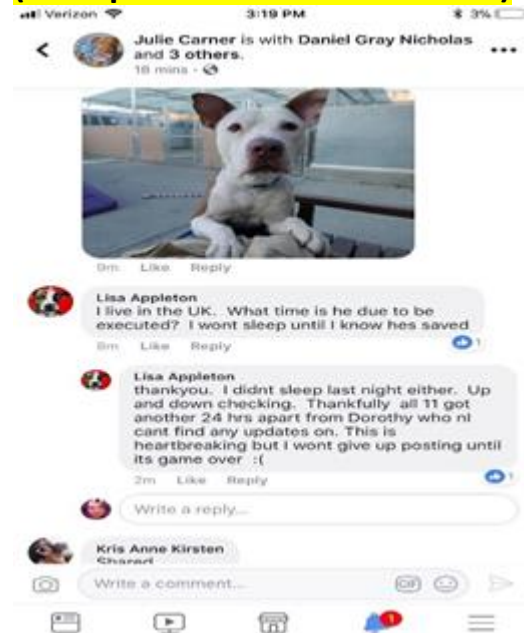 Verizon 3:19 PM 3%
Julie Carner is with Daniel Gray Nicholas
and 3 others.
18 mins
9m Like Reply
Lisa Appleton
I live in the UK. What time is he due to be
executed? I wont sleep until I know hes saved
8m Like Reply
1
Lisa Appleton
thankyou. I didnt sleep last night either. Up
and down checking. Thankfully all 11 got
another 24 hrs apart from Dorothy who nI
cant find any updates on. This is
heartbreaking but I wont give up posting until
its game over :(
2m Like Reply
1
Write a reply...
Kris Anne Kirsten
Shared
Write a comment...
GIF
1